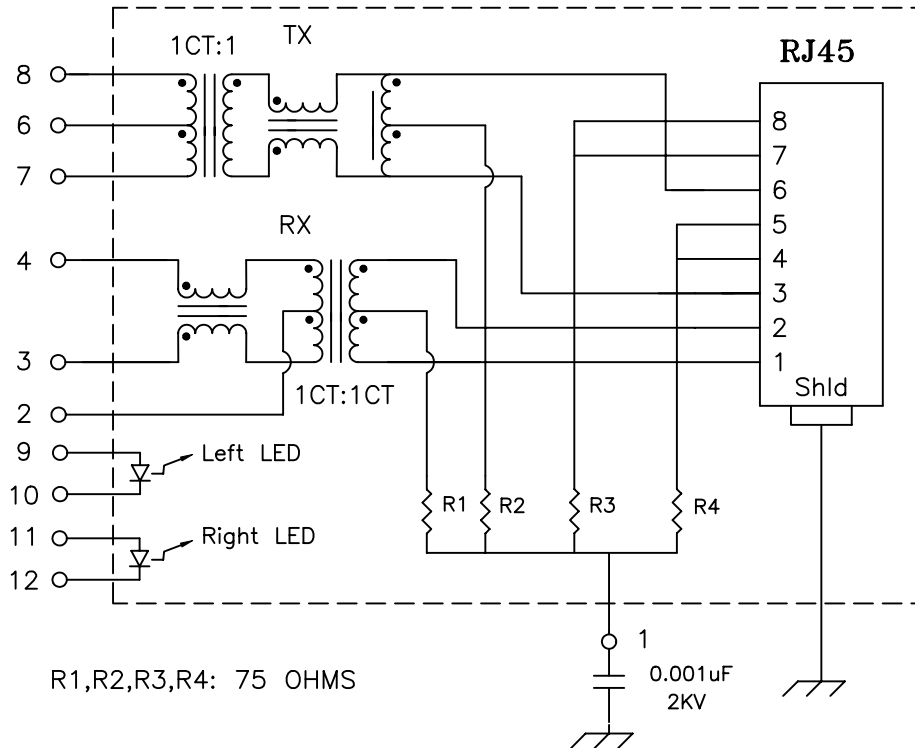 TX
1CT:1
RJ45
8
6
7
8
7
6
5
4
3
2
1
Shld
RX
4
3
2
1CT:1CT
9
10
Left LED
11
12
Right LED
R1
R2
R3
R4
1
0.001uF
2KV
R1,R2,R3,R4: 75 OHMS